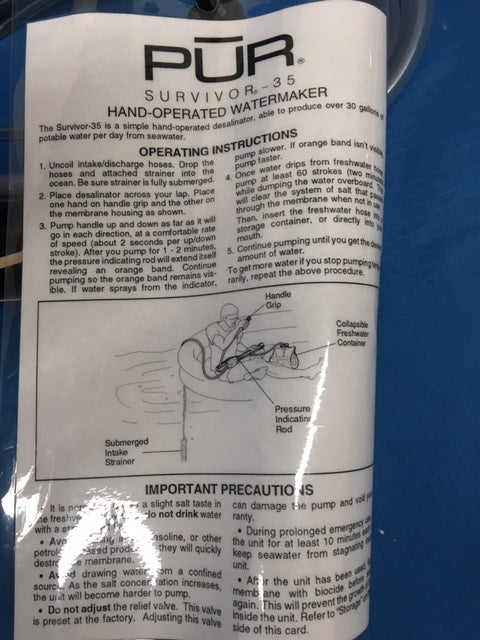 PŪR®
SURVIVOR®-35
HAND-OPERATED WATERMAKER
The Survivor-35 is a simple hand-operated desalinator, able to produce over 30 gallons of
potable water per day from seawater.
OPERATING INSTRUCTIONS
1. Uncoil intake/discharge hoses. Drop the
hoses and attached strainer into the
ocean. Be sure strainer is fully submerged.
2. Place desalinator across your lap. Place
one hand on handle grip and the other on
the membrane housing as shown.
3. Pump handle up and down as far as it will
go in each direction, at a comfortable rate
of speed (about 2 seconds per up/down
stroke). After you pump for 1 - 2 minutes,
the pressure indicating rod will extend itself
revealing an orange band. Continue
pumping so the orange band remains vis-
ible. If water sprays from the indicator,
pump slower. If orange band isn't visible,
pump faster.
4. Once water drips from freshwater hose,
pump at least 60 strokes (two minutes)
while dumping the water overboard. This
will clear the system of salt that
through the membrane when not in use.
Then, insert the freshwater hose into
storage container, or directly into your
mouth.
5. Continue pumping until you get the desired
amount of water.
To get more water if you stop pumping tempo-
rarily, repeat the above procedure.
Handle
Grip
Collapsible
Freshwater
Container
Pressure
Indicating
Rod
Submerged
Intake
Strainer
IMPORTANT PRECAUTIONS
It is a slight salt taste in
the do not drink water
with a
• gasoline, or other
they will quickly
membrane.
• drawing water from a confined
source. As the salt concentration increases,
the unit will become harder to pump.
• Do not adjust the relief valve. This valve
is preset at the factory. Adjusting this valve
can damage the pump and void your
ranty.
• During prolonged emergency use,
the unit for at least 10 minutes
keep seawater from stagnating
unit.
• After the unit has been used,
membrane with biocide before
again. This will prevent the growth
inside the unit. Refer to "Storage"
side of this card.